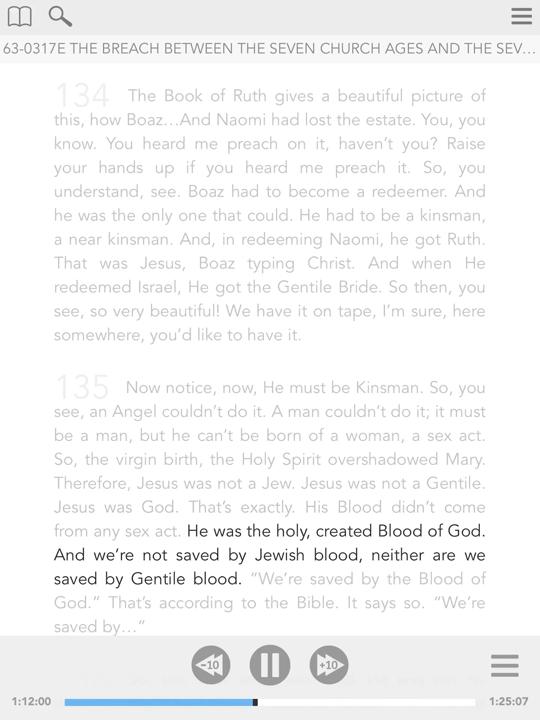 63-0317E THE BREACH BETWEEN THE SEVEN CHURCH AGES AND THE SEV…
134 The Book of Ruth gives a beautiful picture of
this, how Boaz…And Naomi had lost the estate. You, you
know. You heard me preach on it, haven’t you? Raise
your hands up if you heard me preach it. So, you
understand, see. Boaz had to become a redeemer. And
he was the only one that could. He had to be a kinsman,
a near kinsman. And, in redeeming Naomi, he got Ruth.
That was Jesus, Boaz typing Christ. And when He
redeemed Israel, He got the Gentile Bride. So then, you
see, so very beautiful! We have it on tape, I’m sure, here
somewhere, you’d like to have it.
135 Now notice, now, He must be Kinsman. So, you
see, an Angel couldn’t do it. A man couldn’t do it; it must
be a man, but he can’t be born of a woman, a sex act.
So, the virgin birth, the Holy Spirit overshadowed Mary.
Therefore, Jesus was not a Jew. Jesus was not a Gentile.
Jesus was God. That’s exactly. His Blood didn’t come
from any sex act. He was the holy, created Blood of God.
And we’re not saved by Jewish blood, neither are we
saved by Gentile blood. “We’re saved by the Blood of
God.” That’s according to the Bible. It says so. “We’re
saved by…”
-10 +10
1:12:00 1:25:07